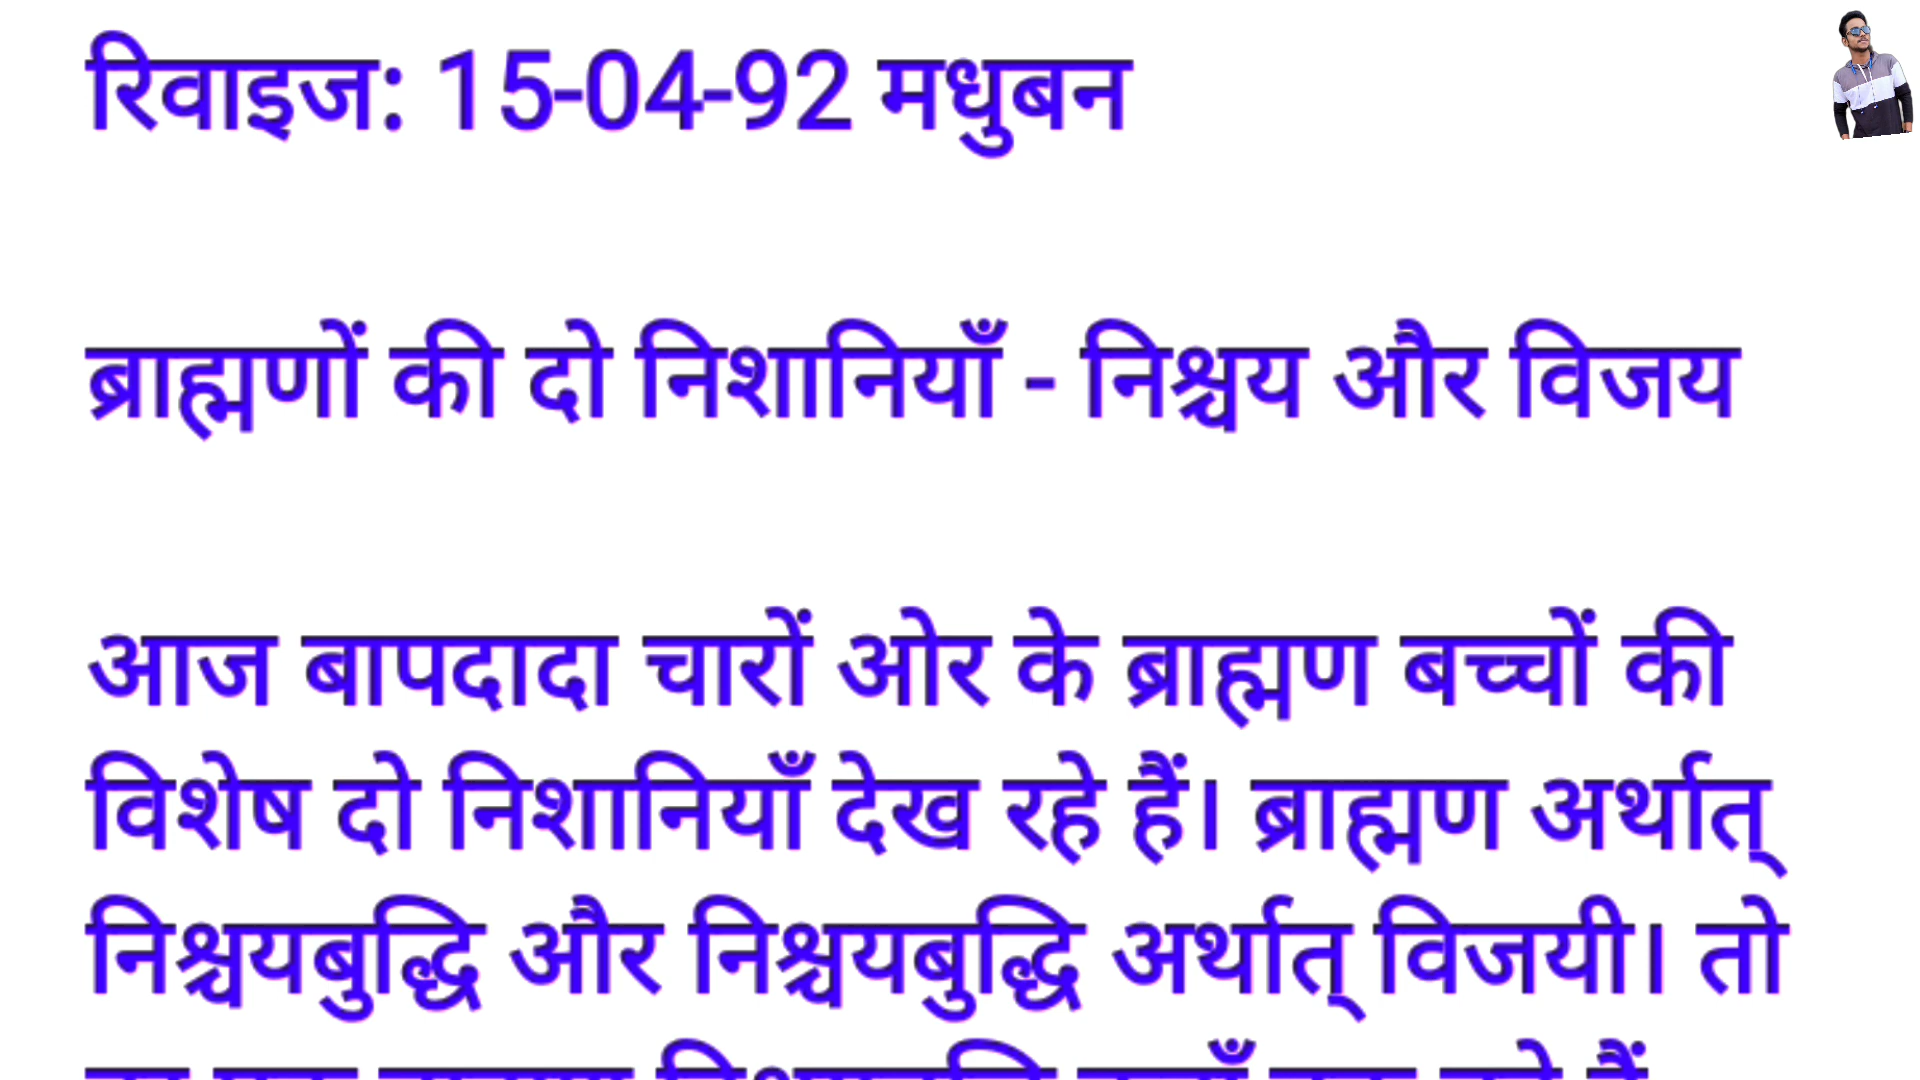 रिवाइज: 15-04-92 मधुबन
ब्राह्मणों की दो निशानियाँ - निश्चय और विजय
आज बापदादा चारों ओर के ब्राह्मण बच्चों की
विशेष दो निशानियाँ देख रहे हैं। ब्राह्मण अर्थात्
निश्चयबुद्धि और निश्चयबुद्धि अर्थात् विजयी। तो